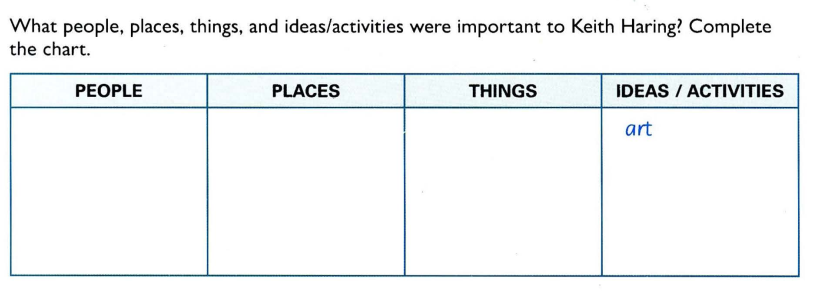 What people, places, things, and ideas/activities were important to Keith Haring? Complete
the chart.
PEOPLE PLACES THINGS IDEAS / ACTIVITIES
art